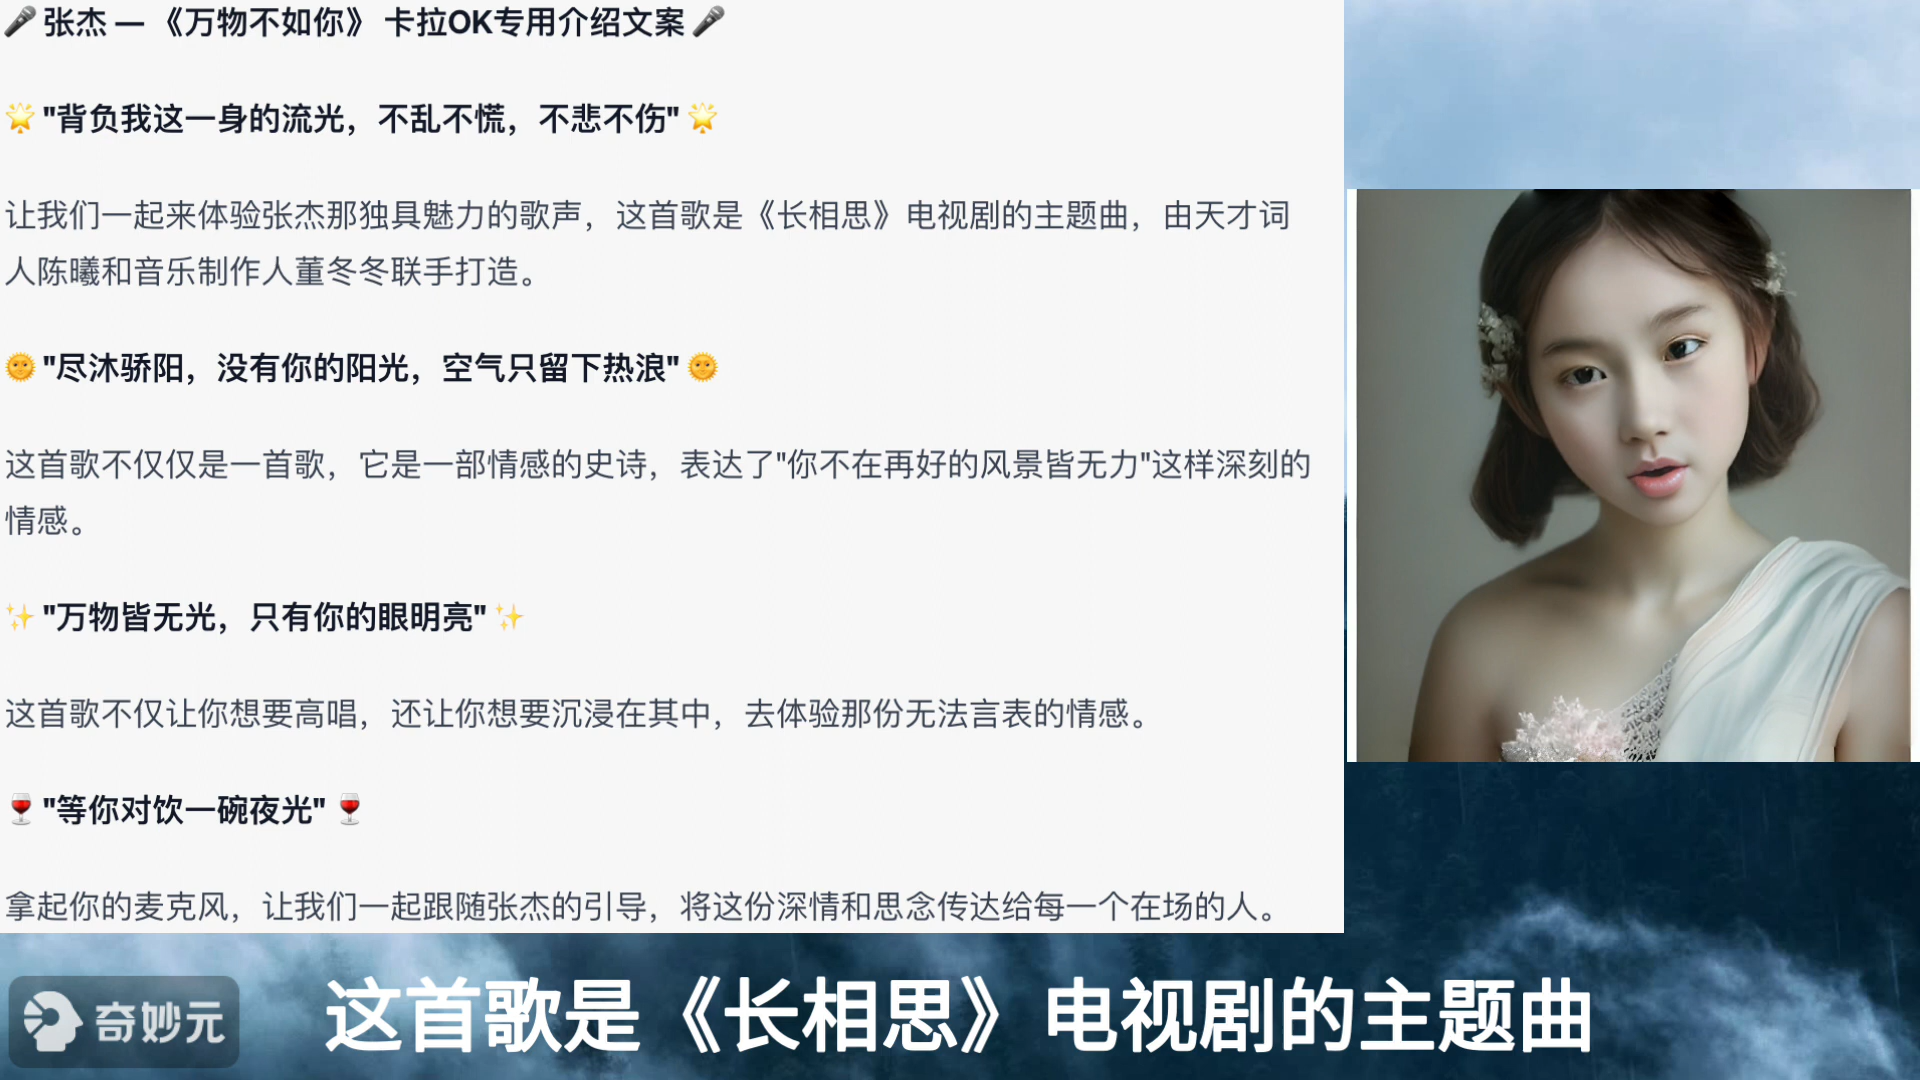 🎤 张杰 — 《万物不如你》 卡拉OK专用介绍文案 🎤
🌟 "背负我这一身的流光，不乱不慌，不悲不伤" 🌟
让我们一起来体验张杰那独具魅力的歌声，这首歌是《长相思》电视剧的主题曲，由天才词
人陈曦和音乐制作人董冬冬联手打造。
🌞 "尽沐骄阳，没有你的阳光，空气只留下热浪" 🌞
这首歌不仅仅是一首歌，它是一部情感的史诗，表达了"你不在再好的风景皆无力"这样深刻的
情感。
✨ "万物皆无光，只有你的眼明亮" ✨
这首歌不仅让你想要高唱，还让你想要沉浸在其中，去体验那份无法言表的情感。
🍷 "等你对饮一碗夜光" 🍷
拿起你的麦克风，让我们一起跟随张杰的引导，将这份深情和思念传达给每一个在场的人。
奇妙元
这首歌是《长相思》电视剧的主题曲